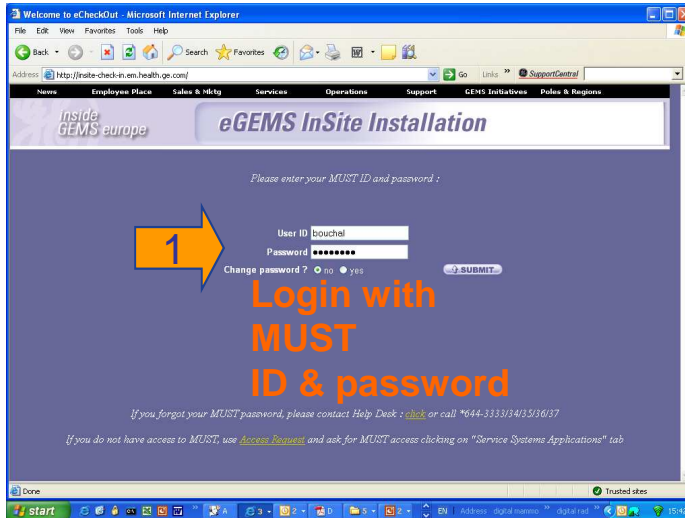 Welcome to eCheckOut - Microsoft Internet Explorer
File Edit View Favorites Tools Help
Back Search Favorites
Address http://insite-check-in.em.health.ge.com/ Go Links » SupportCentral
News Employee Place Sales & Mktg Services Operations Support GEMS Initiatives Poles & Regions
inside
GEMS europe
eGEMS InSite Installation
Please enter your MUST ID and password :
1
User ID bouchal
Password ••••••••
Change password ? no yes SUBMIT
Login with
MUST
ID & password
If you forgot your MUST password, please contact Help Desk : click or call *644-3333/34/35/36/37
If you do not have access to MUST, use Access Request and ask for MUST access clicking on "Service Systems Applications" tab
Done Trusted sites
start » A 3 2 D 5 2 EN Address digital mammo » digital rad » 15:42